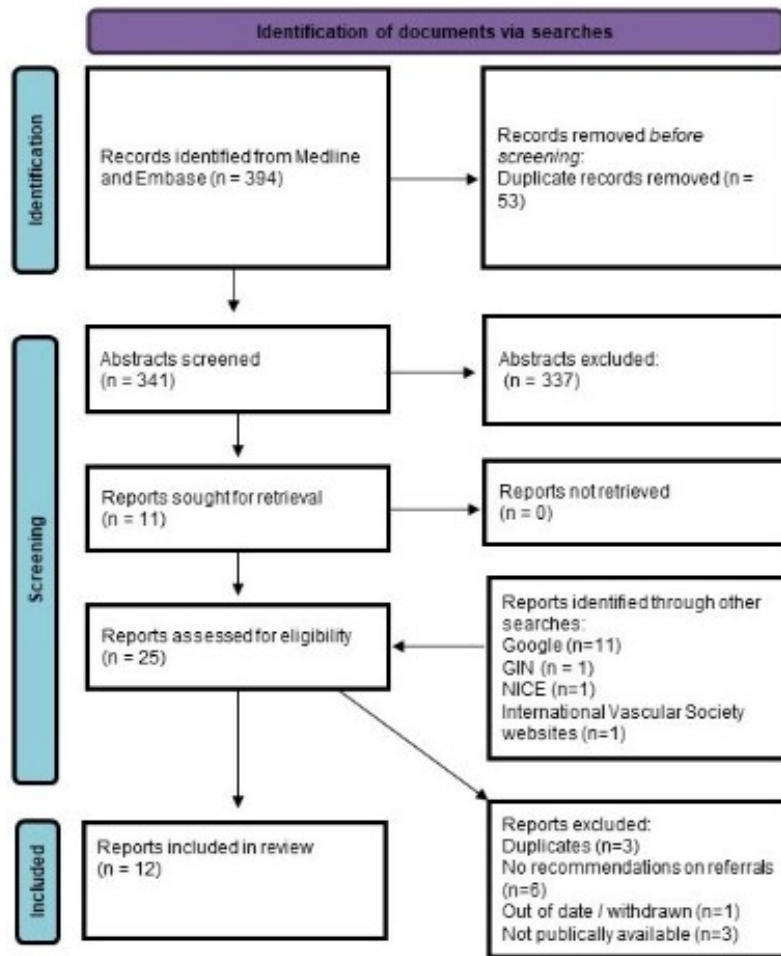 Identification of documents via searches
Identification
Records identified from Medline
and Embase (n = 394)
Records removed before
screening:
Duplicate records removed (n =
53)
Screening
Abstracts screened
(n = 341)
Abstracts excluded:
(n = 337)
Reports sought for retrieval
(n = 11)
Reports not retrieved
(n = 0)
Reports assessed for eligibility
(n = 25)
Reports identified through other
searches:
Google (n=11)
GIN (n = 1)
NICE (n=1)
International Vascular Society
websites (n=1)
Included
Reports included in review
(n = 12)
Reports excluded:
Duplicates (n=3)
No recommendations on referrals
(n=6)
Out of date / withdrawn (n=1)
Not publically available (n=3)